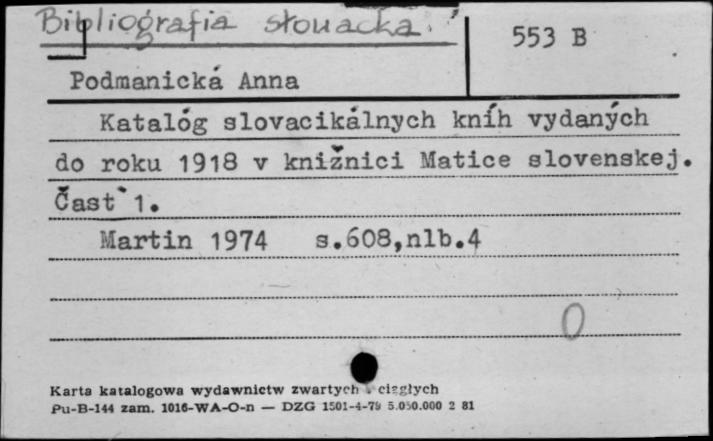 Bibliografia słowacka
553 B
Podmanická Anna
Katalóg slovacikálnych kníh vydaných
do roku 1918 v knižnici Matice slovenskej.
Časť 1.
Martin 1974 s.608,nlb.4
0
Karta katalogowa wydawnictw zwartych i ciągłych
Pu-B-144 zam. 1016-WA-O-n — DZG 1501-4-79 5.050.000 2 81